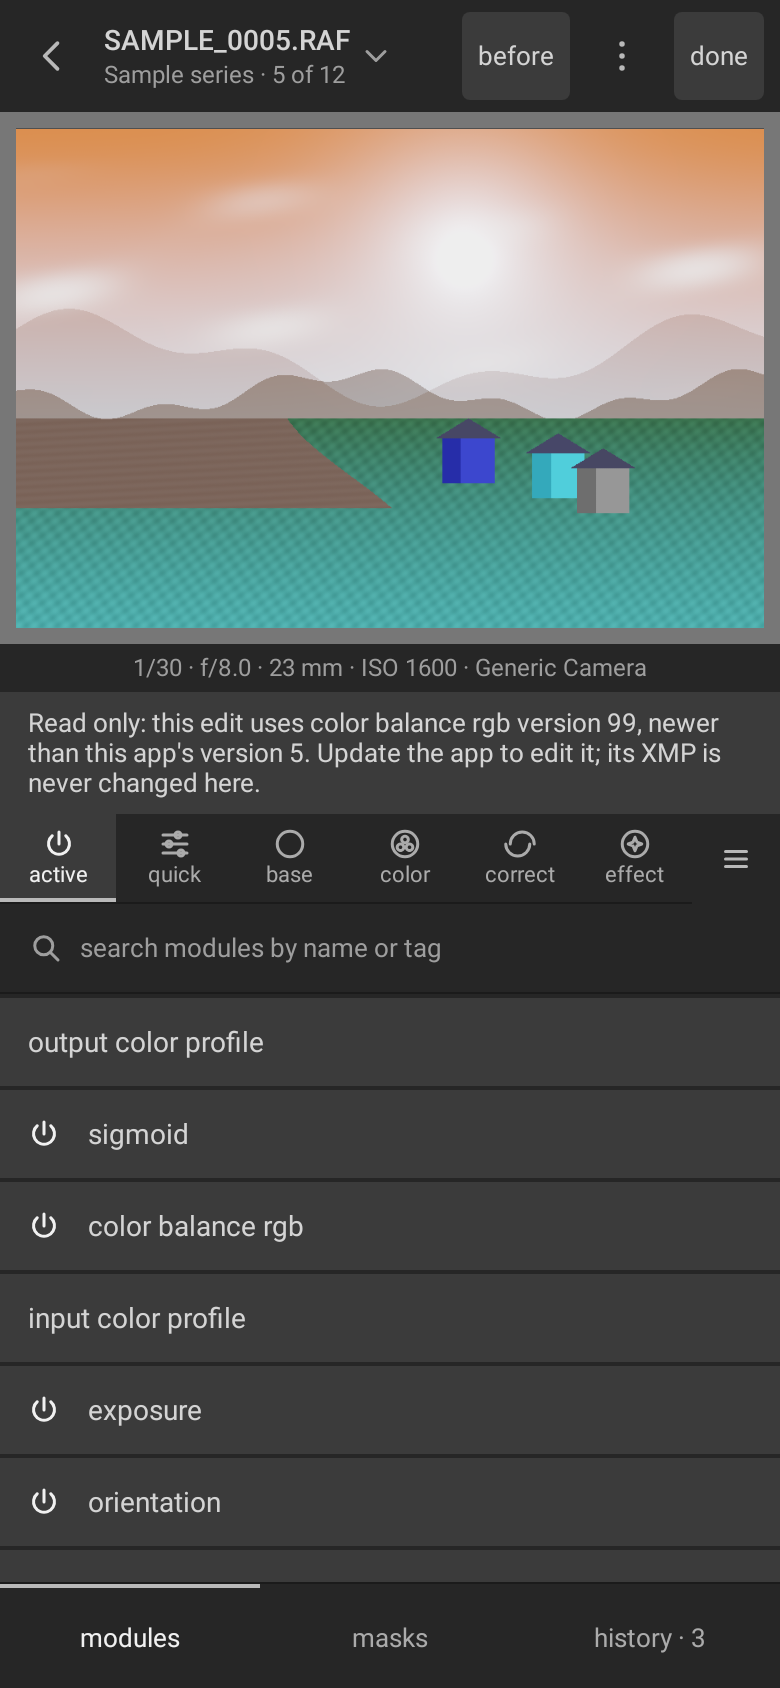 SAMPLE_0005.RAF
Sample series · 5 of 12
before
done
1/30 · f/8.0 · 23 mm · ISO 1600 · Generic Camera
Read only: this edit uses color balance rgb version 99, newer
than this app's version 5. Update the app to edit it; its XMP is
never changed here.
active
quick
base
color
correct
effect
search modules by name or tag
output color profile
sigmoid
color balance rgb
input color profile
exposure
orientation
modules
masks
history · 3